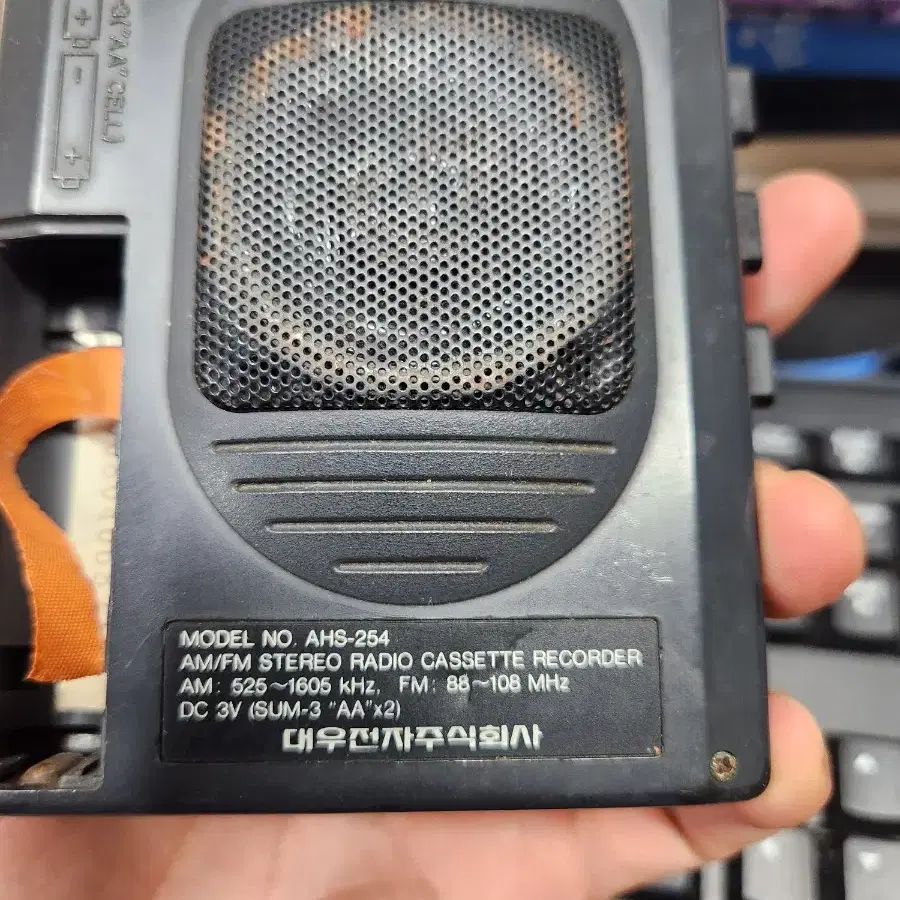 "AA" CELL)
MODEL NO. AHS-254
AM/FM STEREO RADIO CASSETTE RECORDER
AM : 525~1605 kHz, FM : 88~108 MHz
DC 3V (SUM-3 "AA"x2)
대우전자주식회사